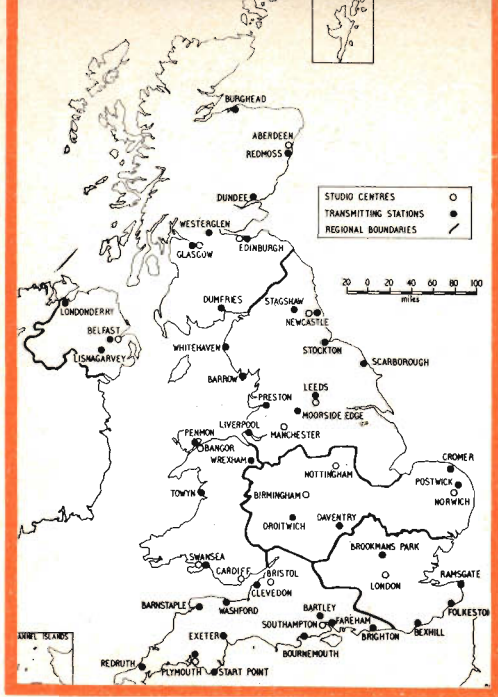 BURGHEAD
ABERDEEN
REDMOSS
DUNDEE
STUDIO CENTRES
TRANSMITTING STATIONS
REGIONAL BOUNDARIES
WESTERGLEN
GLASGOW
EDINBURGH
20 0 20 40 60 80 100
miles
LONDONDERRY
BELFAST
LISNAGARVEY
DUMFRIES
STAGSHAW
NEWCASTLE
WHITEHAVEN
STOCKTON
SCARBOROUGH
BARROW
LEEDS
PRESTON
MOORSIDE EDGE
LIVERPOOL
MANCHESTER
PENMON
BANGOR
WREXHAM
NOTTINGHAM
CROMER
POSTWICK
NORWICH
TOWYN
BIRMINGHAM
DROITWICH
DAVENTRY
BROOKMANS PARK
LONDON
RAMSGATE
SWANSEA
CARDIFF
BRISTOL
CLEVEDON
BARNSTAPLE
WASHFORD
BARTLEY
SOUTHAMPTON
FAREHAM
FOLKESTON
BRIGHTON
BEXHILL
EXETER
BOURNEMOUTH
ANNEL ISLANDS
REDRUTH
PLYMOUTH
START POINT